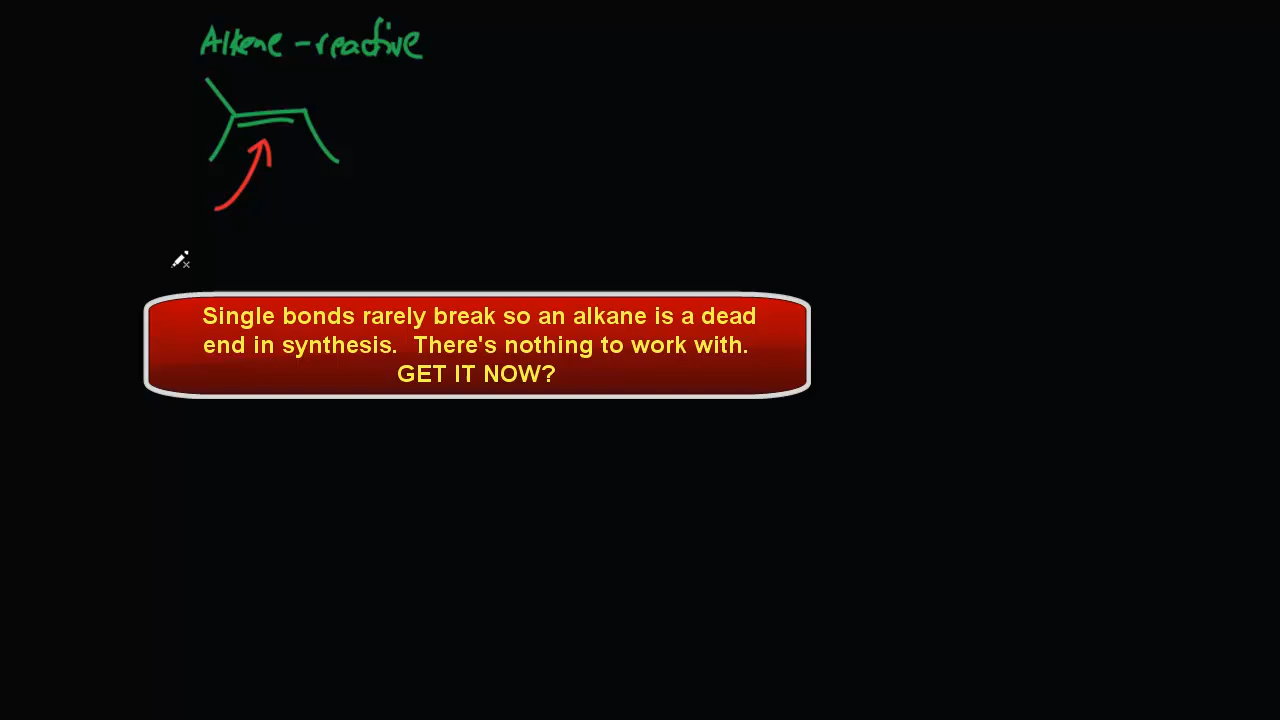 Alkene - reactive
Single bonds rarely break so an alkane is a dead
end in synthesis.  There's nothing to work with.
GET IT NOW?